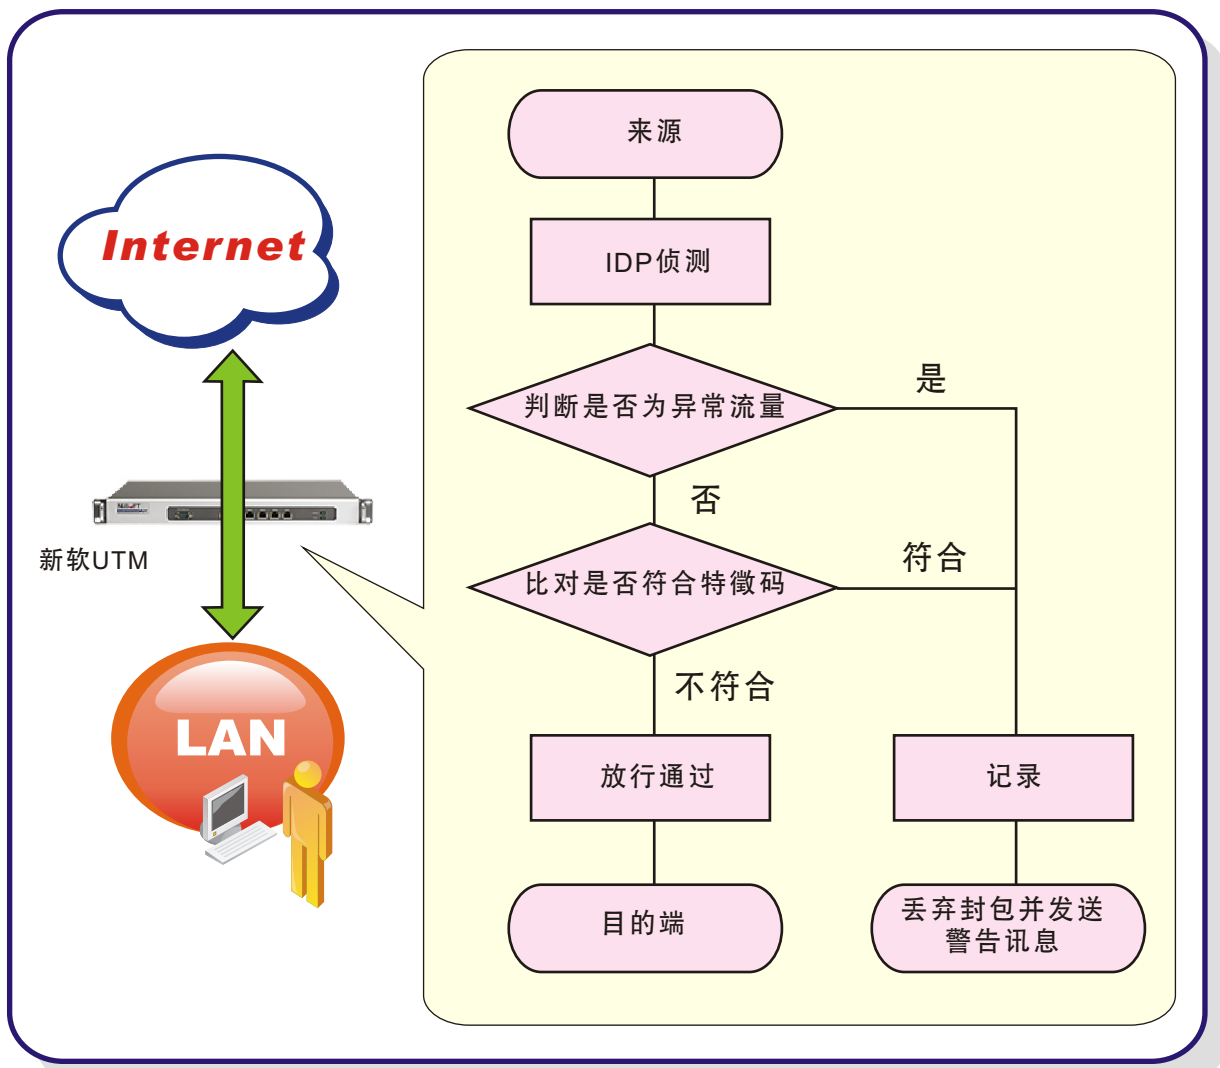 来源
IDP侦测
Internet
判断是否为异常流量
是
否
新软UTM
比对是否符合特徵码
符合
不符合
LAN
放行通过
记录
目的端
丢弃封包并发送
警告讯息